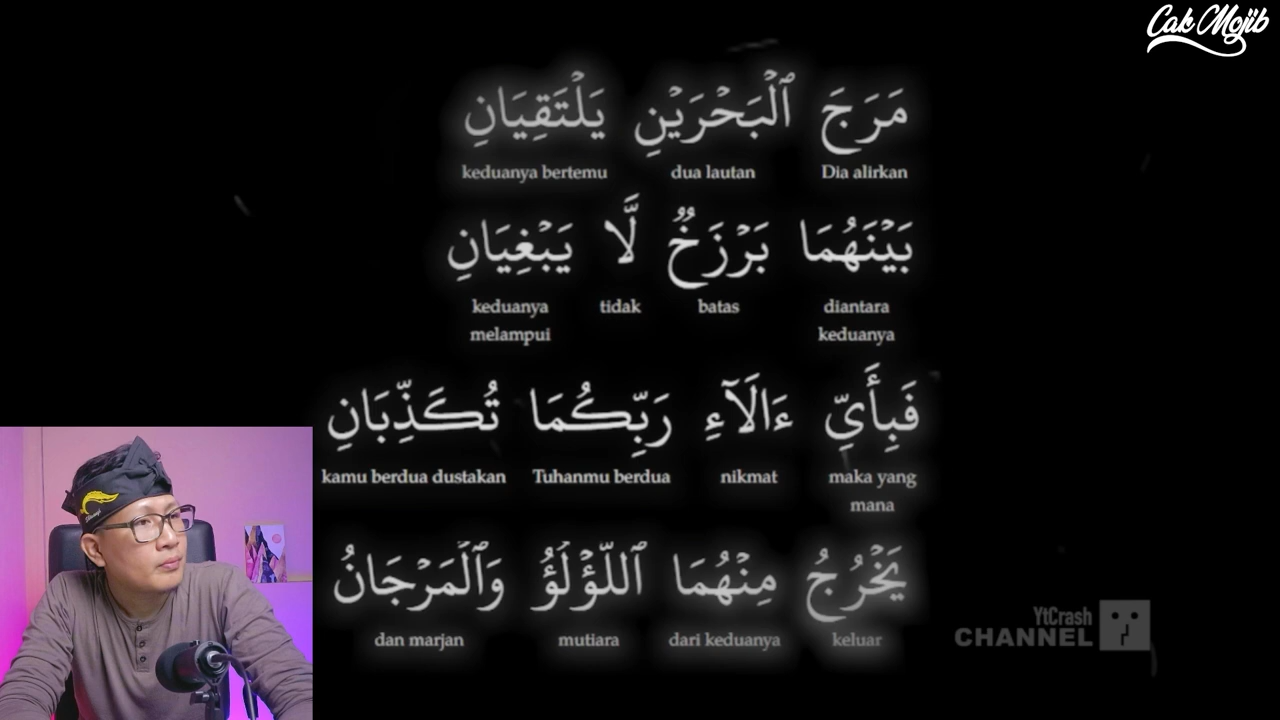 Cak Mojib
مَرَجَ ٱلْبَحْرَيْنِ يَلْتَقِيَانِ
Dia alirkan dua lautan keduanya bertemu
بَيْنَهُمَا بَرْزَخٌ لَّا يَبْغِيَانِ
diantara keduanya batas tidak keduanya melampui
فَبِأَىِّ ءَالَآءِ رَبِّكُمَا تُكَذِّبَانِ
maka yang mana nikmat Tuhanmu berdua kamu berdua dustakan
يَخْرُجُ مِنْهُمَا ٱللُّؤْلُؤُ وَٱلْمَرْجَانُ
keluar dari keduanya mutiara dan marjan
YtCrash
CHANNEL